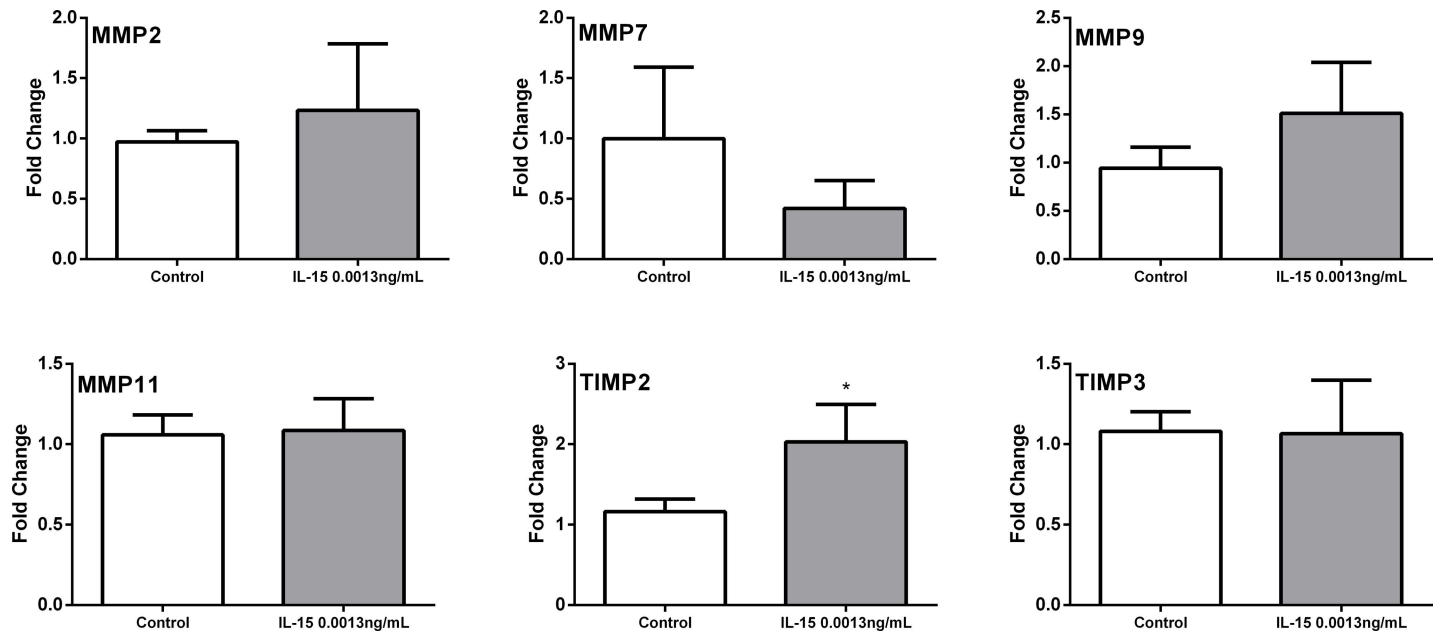 MMP2
Fold Change
2.0
1.5
1.0
0.5
0.0
Control
IL-15 0.0013ng/mL
MMP7
Fold Change
2.0
1.5
1.0
0.5
0.0
Control
IL-15 0.0013ng/mL
MMP9
Fold Change
2.5
2.0
1.5
1.0
0.5
0.0
Control
IL-15 0.0013ng/mL
MMP11
Fold Change
1.5
1.0
0.5
0.0
Control
IL-15 0.0013ng/mL
TIMP2
Fold Change
3
2
1
0
*
Control
IL-15 0.0013ng/mL
TIMP3
Fold Change
1.5
1.0
0.5
0.0
Control
IL-15 0.0013ng/mL